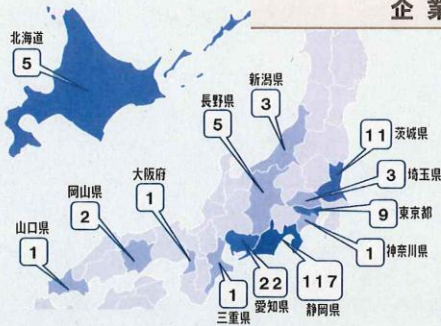 企業
北海道
5
新潟県
3
長野県
5
11
茨城県
3
埼玉県
9
東京都
1
神奈川県
大阪府
1
岡山県
2
山口県
1
1
三重県
22
愛知県
117
静岡県